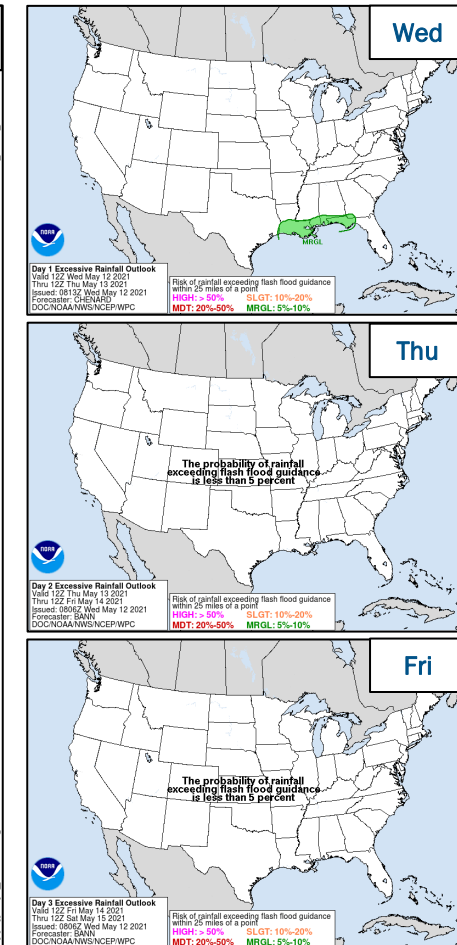 Wed
MRGL
NOAA
Day 1 Excessive Rainfall Outlook
Valid 12Z Wed May 12 2021
Thru 12Z Thu May 13 2021
Issued: 0813Z Wed May 12 2021
Forecaster: CHENARD
DOC/NOAA/NWS/NCEP/WPC
Risk of rainfall exceeding flash flood guidance
within 25 miles of a point
HIGH: > 50% SLGT: 10%-20%
MDT: 20%-50% MRGL: 5%-10%
Thu
The probability of rainfall
exceeding flash flood guidance
is less than 5 percent
NOAA
Day 2 Excessive Rainfall Outlook
Valid 12Z Thu May 13 2021
Thru 12Z Fri May 14 2021
Issued: 0806Z Wed May 12 2021
Forecaster: BANN
DOC/NOAA/NWS/NCEP/WPC
Risk of rainfall exceeding flash flood guidance
within 25 miles of a point
HIGH: > 50% SLGT: 10%-20%
MDT: 20%-50% MRGL: 5%-10%
Fri
The probability of rainfall
exceeding flash flood guidance
is less than 5 percent
NOAA
Day 3 Excessive Rainfall Outlook
Valid 12Z Fri May 14 2021
Thru 12Z Sat May 15 2021
Issued: 0806Z Wed May 12 2021
Forecaster: BANN
DOC/NOAA/NWS/NCEP/WPC
Risk of rainfall exceeding flash flood guidance
within 25 miles of a point
HIGH: > 50% SLGT: 10%-20%
MDT: 20%-50% MRGL: 5%-10%